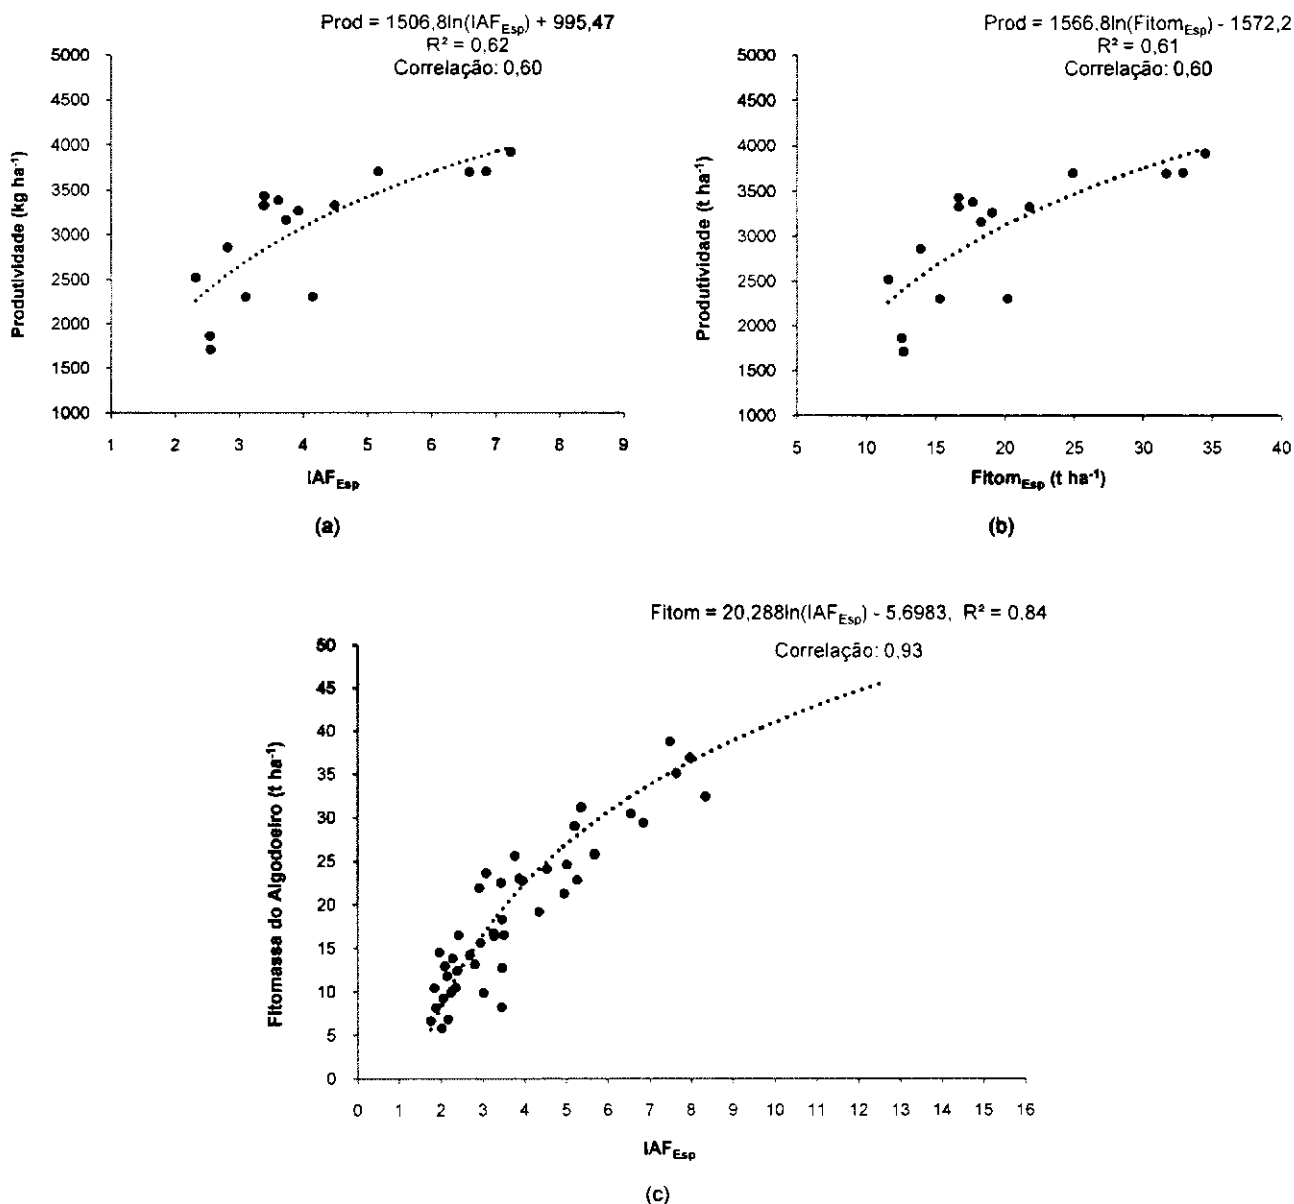 Prod = 1506,8ln(IAF_Esp) + 995,47
R² = 0,62
Correlação: 0,60
5000
4500
4000
3500
3000
2500
2000
1500
1000
Produtividade (kg ha⁻¹)
1 2 3 4 5 6 7 8 9
IAF_Esp
(a)
Prod = 1566,8ln(Fitom_Esp) - 1572,2
R² = 0,61
Correlação: 0,60
5000
4500
4000
3500
3000
2500
2000
1500
1000
Produtividade (t ha⁻¹)
5 10 15 20 25 30 35 40
Fitom_Esp (t ha⁻¹)
(b)
Fitom = 20,288ln(IAF_Esp) - 5,6983, R² = 0,84
Correlação: 0,93
50
45
40
35
30
25
20
15
10
5
0
Fitomassa do Algodoeiro (t ha⁻¹)
0 1 2 3 4 5 6 7 8 9 10 11 12 13 14 15 16
IAF_Esp
(c)